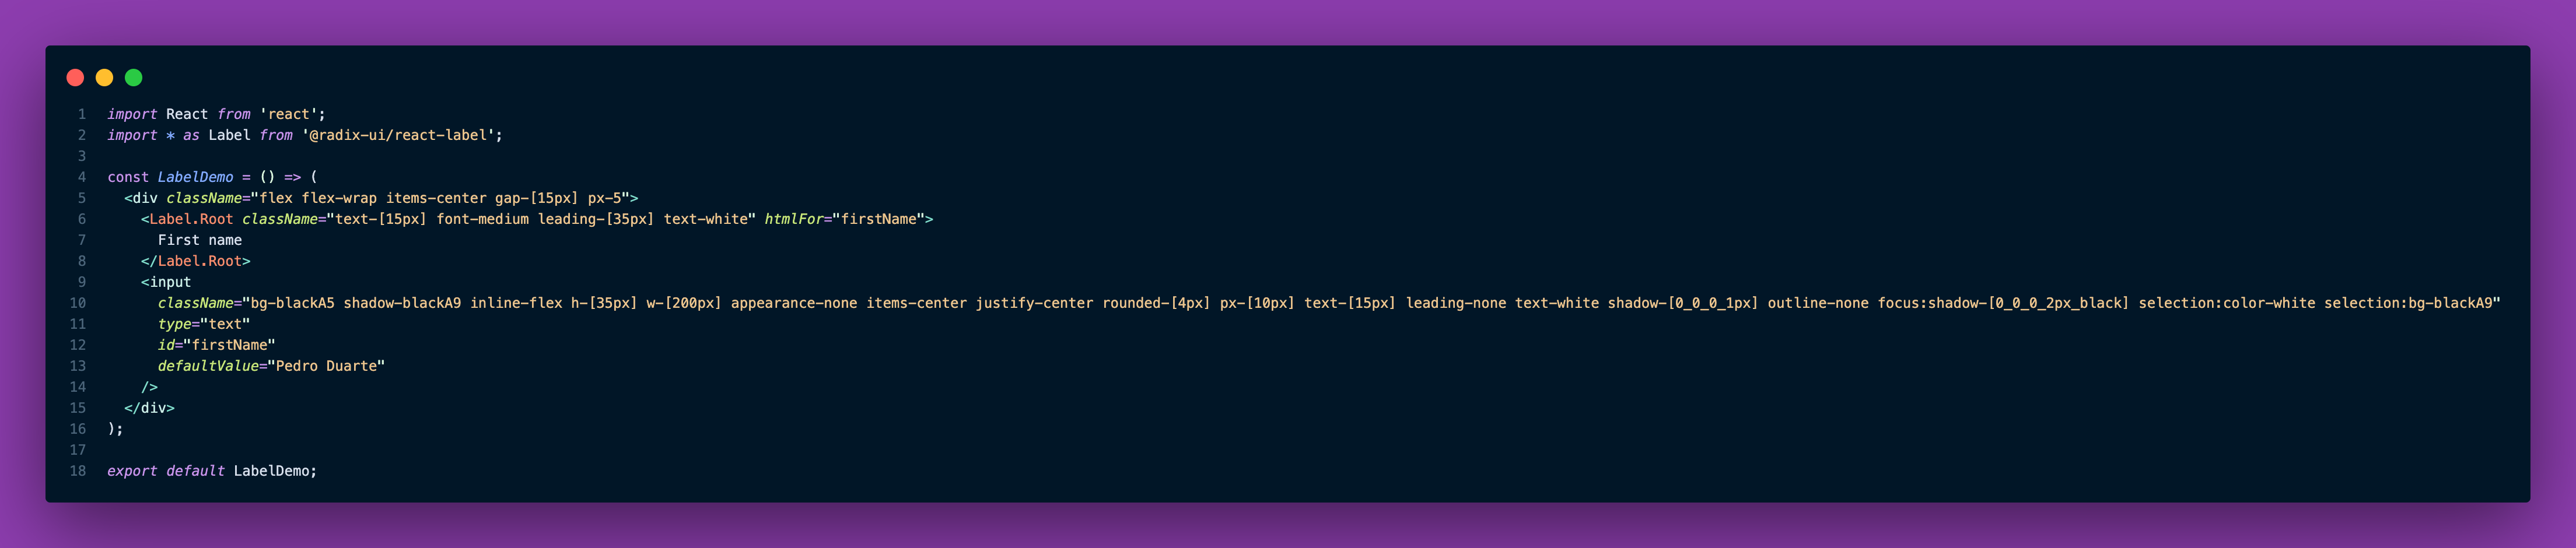 1 import React from 'react';
2 import * as Label from '@radix-ui/react-label';
3
4 const LabelDemo = () => (
5   <div className="flex flex-wrap items-center gap-[15px] px-5">
6     <Label.Root className="text-[15px] font-medium leading-[35px] text-white" htmlFor="firstName">
7       First name
8     </Label.Root>
9     <input
10       className="bg-blackA5 shadow-blackA9 inline-flex h-[35px] w-[200px] appearance-none items-center justify-center rounded-[4px] px-[10px] text-[15px] leading-none text-white shadow-[0_0_0_1px] outline-none focus:shadow-[0_0_0_2px_black] selection:color-white selection:bg-blackA9"
11       type="text"
12       id="firstName"
13       defaultValue="Pedro Duarte"
14     />
15   </div>
16 );
17
18 export default LabelDemo;